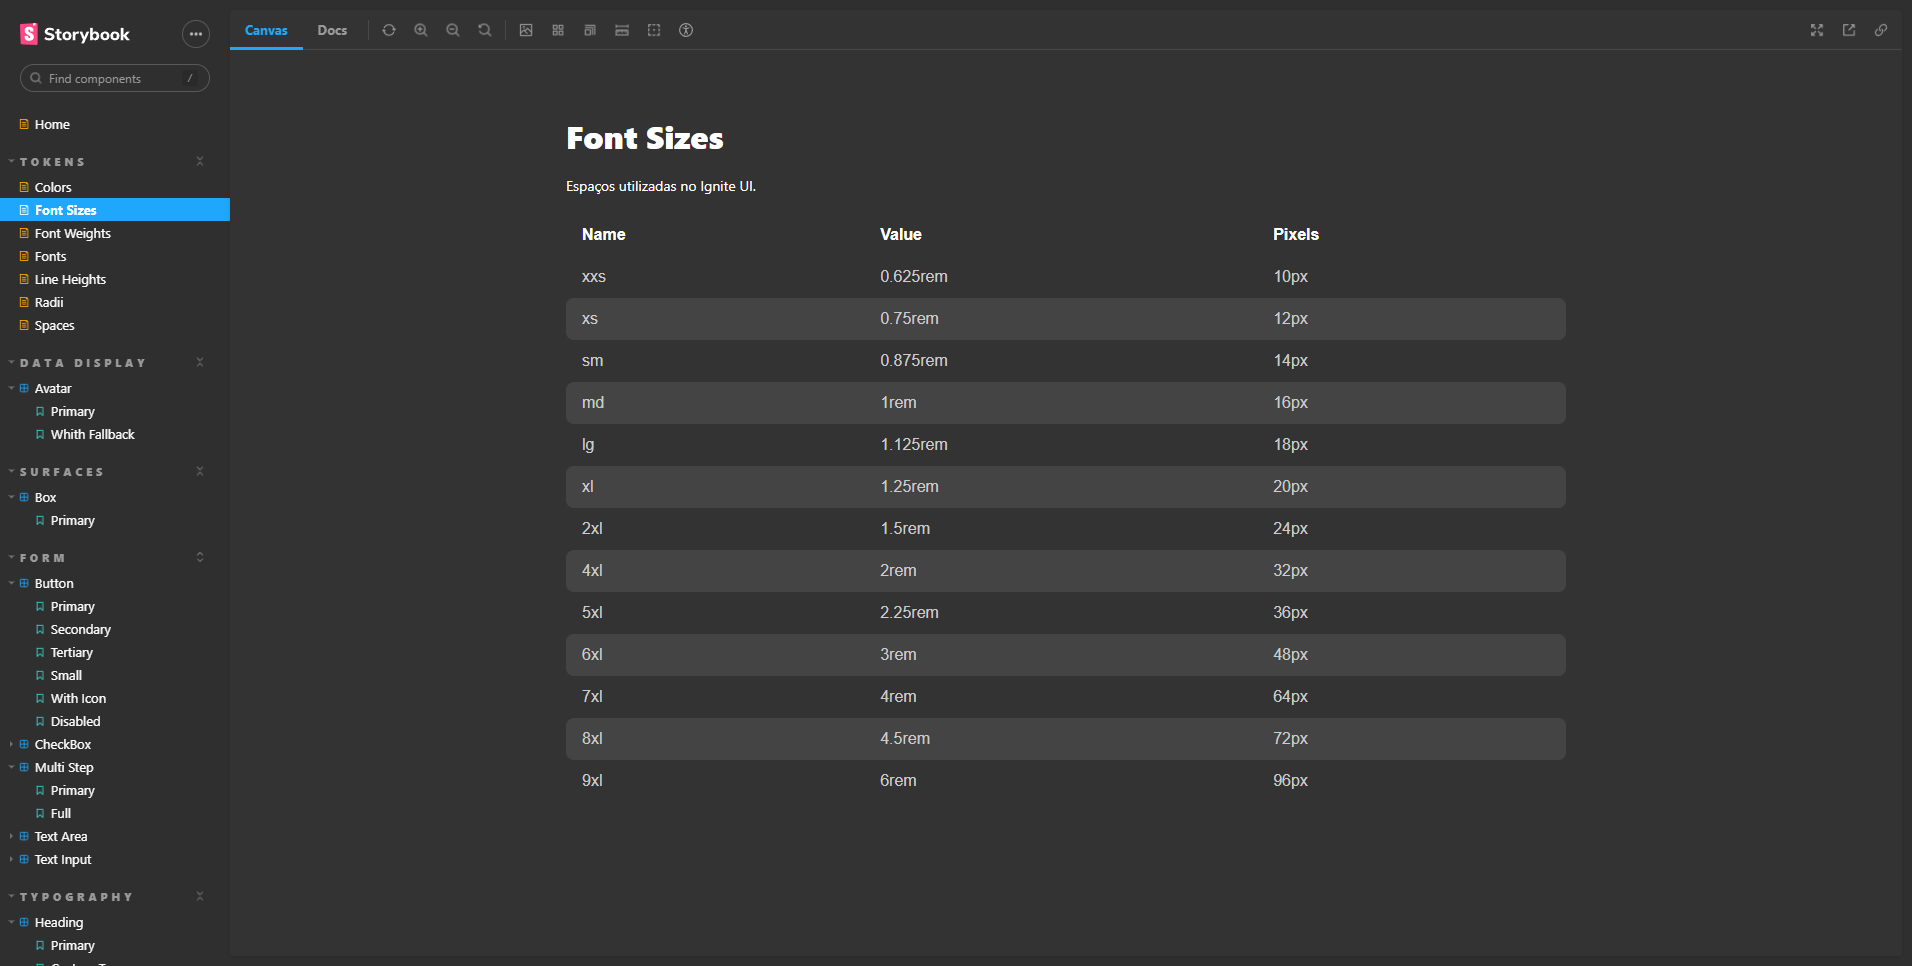 Storybook
Find components
/
Home
TOKENS
Colors
Font Sizes
Font Weights
Fonts
Line Heights
Radii
Spaces
DATA DISPLAY
Avatar
Primary
Whith Fallback
SURFACES
Box
Primary
FORM
Button
Primary
Secondary
Tertiary
Small
With Icon
Disabled
CheckBox
Multi Step
Primary
Full
Text Area
Text Input
TYPOGRAPHY
Heading
Primary
Canvas Docs
Font Sizes
Espaços utilizadas no Ignite UI.
Name Value Pixels
xxs 0.625rem 10px
xs 0.75rem 12px
sm 0.875rem 14px
md 1rem 16px
lg 1.125rem 18px
xl 1.25rem 20px
2xl 1.5rem 24px
4xl 2rem 32px
5xl 2.25rem 36px
6xl 3rem 48px
7xl 4rem 64px
8xl 4.5rem 72px
9xl 6rem 96px